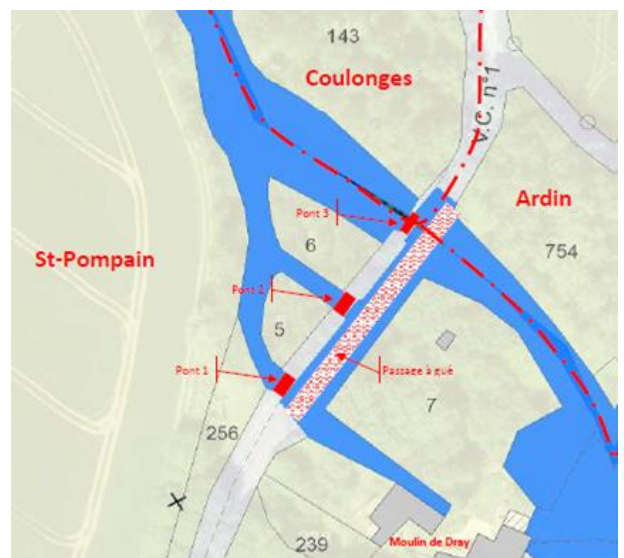 143
Coulonges
V.C. n°1
Ardin
Pont 3
St-Pompain
6
754
Pont 2
5
Pont 1
Passage à gué
7
256
239
Moulin de Dray